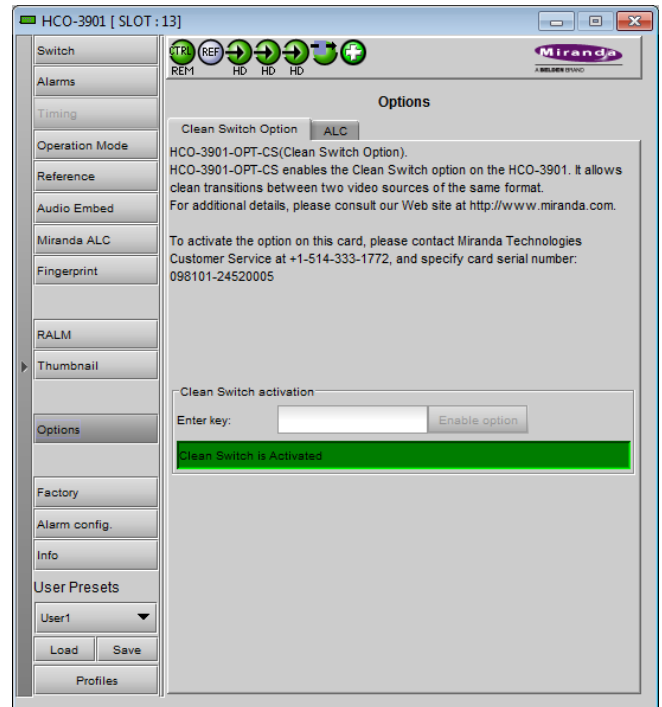 HCO-3901 [ SLOT : 13]
Switch
Alarms
Timing
Operation Mode
Reference
Audio Embed
Miranda ALC
Fingerprint
RALM
Thumbnail
Options
Factory
Alarm config.
Info
User Presets
User1
Load Save
Profiles
CTRL REF
REM HD HD HD
Miranda
A BELDEN BRAND
Options
Clean Switch Option ALC
HCO-3901-OPT-CS(Clean Switch Option).
HCO-3901-OPT-CS enables the Clean Switch option on the HCO-3901. It allows
clean transitions between two video sources of the same format.
For additional details, please consult our Web site at http://www.miranda.com.
To activate the option on this card, please contact Miranda Technologies
Customer Service at +1-514-333-1772, and specify card serial number:
098101-24520005
Clean Switch activation
Enter key: Enable option
Clean Switch is Activated